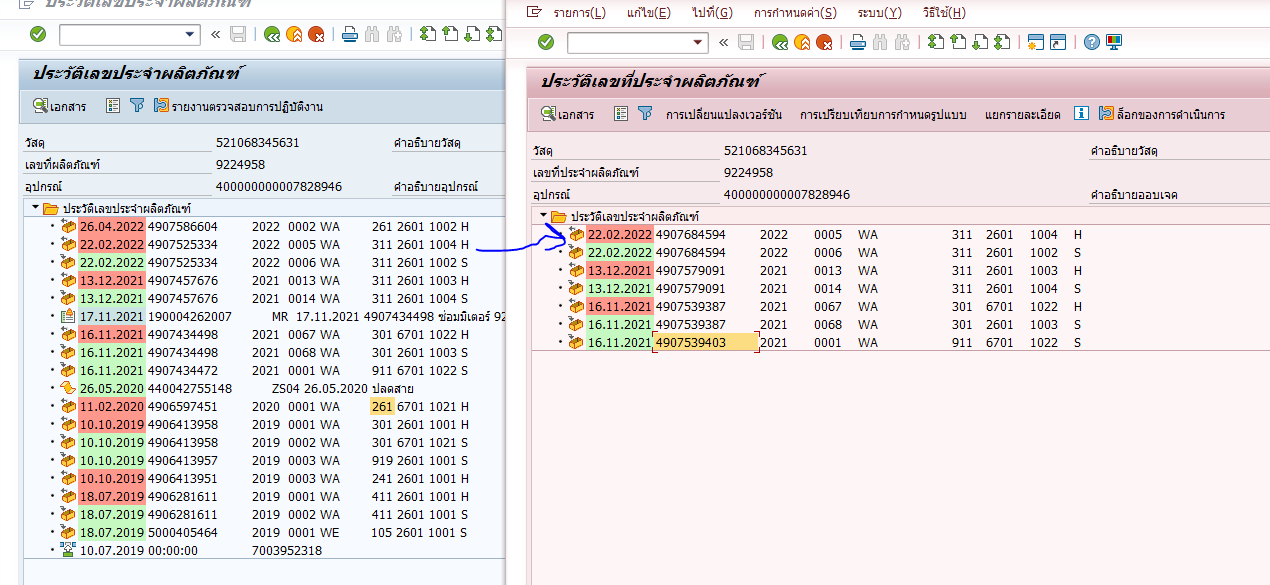 ประวัติเลขประจำผลิตภัณฑ์
«
ประวัติเลขประจำผลิตภัณฑ์
เอกสาร รายงานตรวจสอบการปฏิบัติงาน
วัสดุ 521068345631 คำอธิบายวัสดุ
เลขที่ผลิตภัณฑ์ 9224958
อุปกรณ์ 400000000007828946 คำอธิบายอุปกรณ์
ประวัติเลขประจำผลิตภัณฑ์
26.04.2022 4907586604 2022 0002 WA 261 2601 1002 H
22.02.2022 4907525334 2022 0005 WA 311 2601 1004 H
22.02.2022 4907525334 2022 0006 WA 311 2601 1002 S
13.12.2021 4907457676 2021 0013 WA 311 2601 1003 H
13.12.2021 4907457676 2021 0014 WA 311 2601 1004 S
17.11.2021 190004262007 MR 17.11.2021 4907434498 ซ่อมมิเตอร์ 92
16.11.2021 4907434498 2021 0067 WA 301 6701 1022 H
16.11.2021 4907434498 2021 0068 WA 301 2601 1003 S
16.11.2021 4907434472 2021 0001 WA 911 6701 1022 S
26.05.2020 440042755148 ZS04 26.05.2020 ปลดสาย
11.02.2020 4906597451 2020 0001 WA 261 6701 1021 H
10.10.2019 4906413958 2019 0001 WA 301 2601 1001 H
10.10.2019 4906413958 2019 0002 WA 301 6701 1021 S
10.10.2019 4906413957 2019 0003 WA 919 2601 1001 S
10.10.2019 4906413951 2019 0003 WA 241 2601 1001 H
18.07.2019 4906281611 2019 0001 WA 411 2601 1001 H
18.07.2019 4906281611 2019 0002 WA 411 2601 1001 S
18.07.2019 5000405464 2019 0001 WE 105 2601 1001 S
10.07.2019 00:00:00 7003952318
รายการ(L) แก้ไข(E) ไปที่(G) การกำหนดค่า(S) ระบบ(Y) วิธีใช้(H)
«
ประวัติเลขที่ประจำผลิตภัณฑ์
เอกสาร การเปลี่ยนแปลงเวอร์ชัน การเปรียบเทียบการกำหนดรูปแบบ แยกรายละเอียด ล็อกของการดำเนินการ
วัสดุ 521068345631 คำอธิบายวัสดุ
เลขที่ประจำผลิตภัณฑ์ 9224958
อุปกรณ์ 400000000007828946 คำอธิบายออบเจค
ประวัติเลขประจำผลิตภัณฑ์
22.02.2022 4907684594 2022 0005 WA 311 2601 1004 H
22.02.2022 4907684594 2022 0006 WA 311 2601 1002 S
13.12.2021 4907579091 2021 0013 WA 311 2601 1003 H
13.12.2021 4907579091 2021 0014 WA 311 2601 1004 S
16.11.2021 4907539387 2021 0067 WA 301 6701 1022 H
16.11.2021 4907539387 2021 0068 WA 301 2601 1003 S
16.11.2021 4907539403 2021 0001 WA 911 6701 1022 S